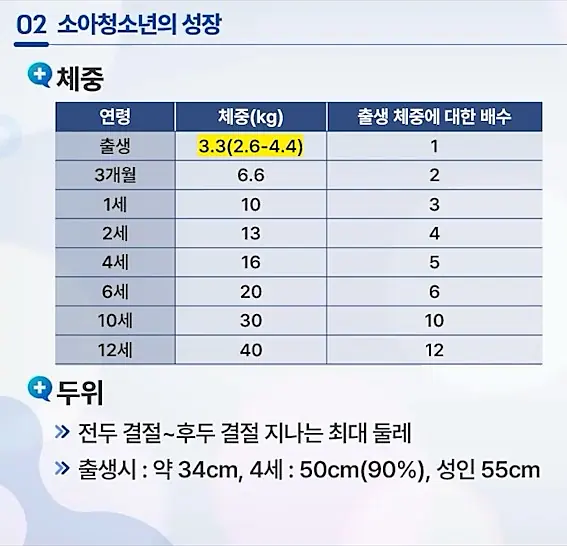 02 소아청소년의 성장
체중
연령 체중(kg) 출생 체중에 대한 배수
출생 3.3(2.6-4.4) 1
3개월 6.6 2
1세 10 3
2세 13 4
4세 16 5
6세 20 6
10세 30 10
12세 40 12
두위
전두 결절~후두 결절 지나는 최대 둘레
출생시 : 약 34cm, 4세 : 50cm(90%), 성인 55cm